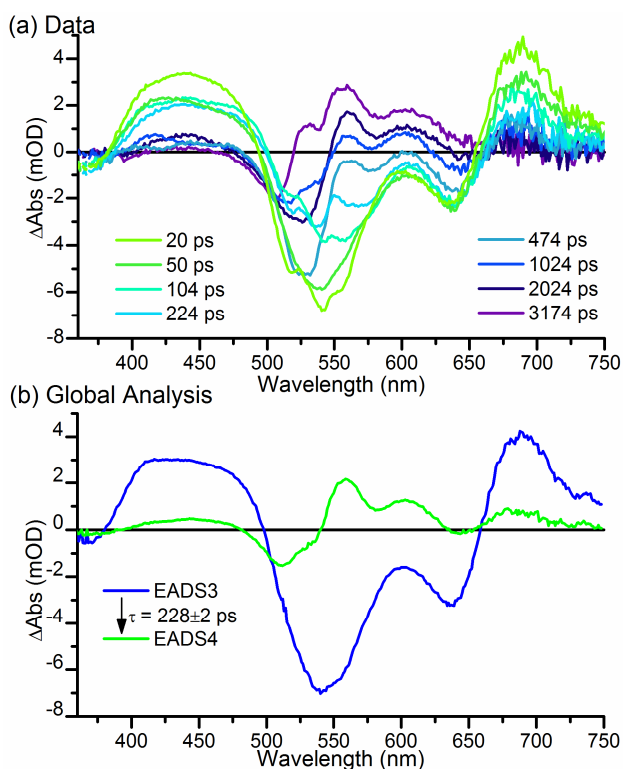 (a) Data
4
2
0
-2
-4
-6
-8
ΔAbs (mOD)
20 ps
50 ps
104 ps
224 ps
474 ps
1024 ps
2024 ps
3174 ps
400 450 500 550 600 650 700 750
Wavelength (nm)
(b) Global Analysis
4
2
0
-2
-4
-6
-8
ΔAbs (mOD)
EADS3
τ = 228±2 ps
EADS4
400 450 500 550 600 650 700 750
Wavelength (nm)